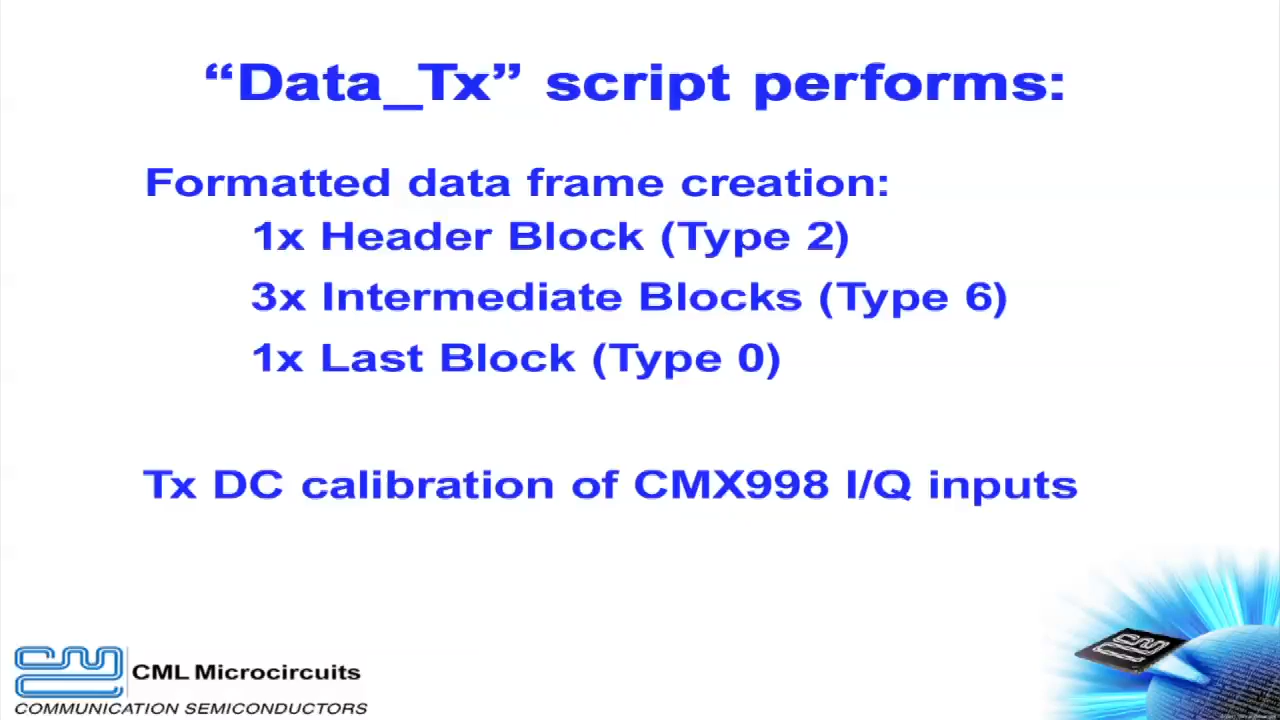 “Data_Tx” script performs:
Formatted data frame creation:
1x Header Block (Type 2)
3x Intermediate Blocks (Type 6)
1x Last Block (Type 0)
Tx DC calibration of CMX998 I/Q inputs
CML Microcircuits
COMMUNICATION SEMICONDUCTORS